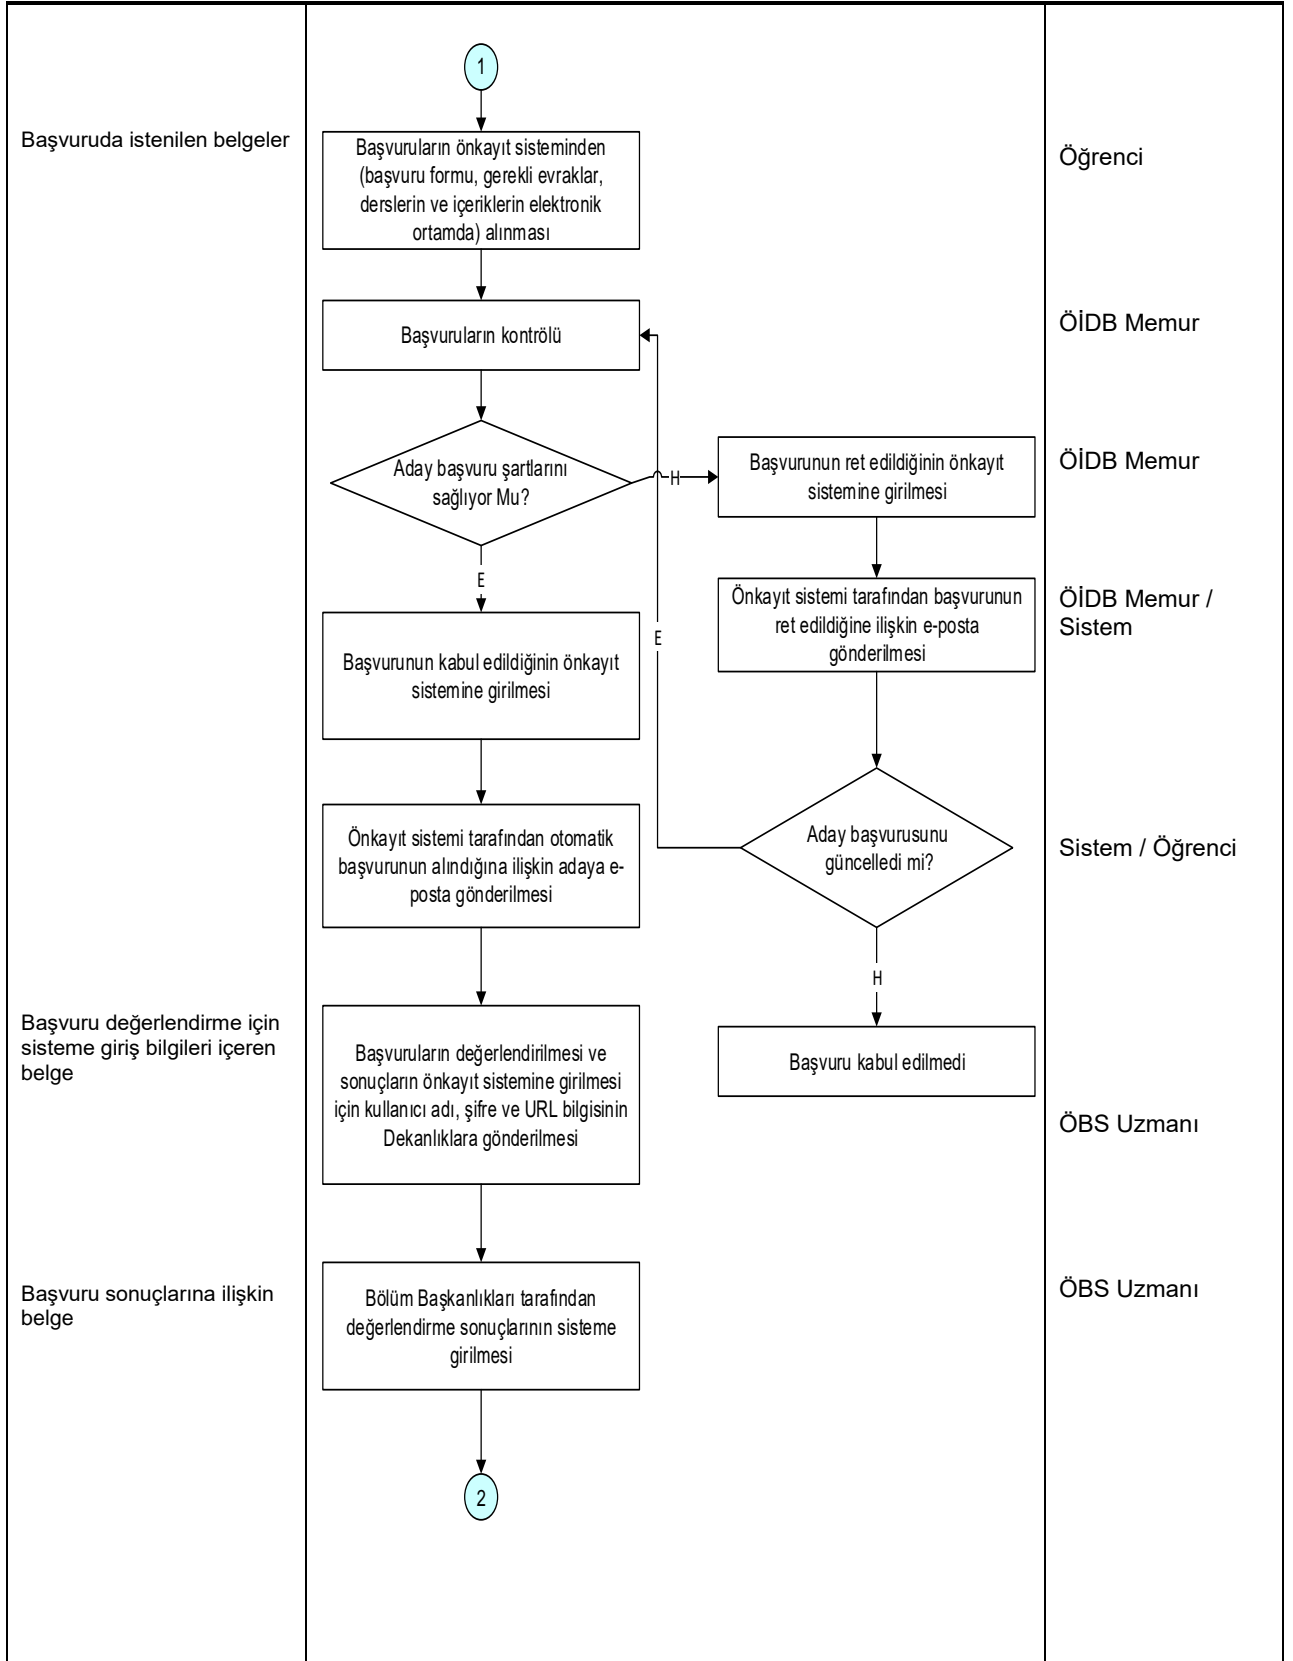 1
Başvuruda istenilen belgeler
Başvuruların önkayıt sisteminden
(başvuru formu, gerekli evraklar,
derslerin ve içeriklerin elektronik
ortamda) alınması
Öğrenci
Başvuruların kontrölü
ÖİDB Memur
Aday başvuru şartlarını
sağlıyor Mu?
H
Başvurunun ret edildiğinin önkayıt
sistemine girilmesi
ÖİDB Memur
E
Önkayıt sistemi tarafından başvurunun
ret edildiğine ilişkin e-posta
gönderilmesi
ÖİDB Memur /
Sistem
E
Başvurunun kabul edildiğinin önkayıt
sistemine girilmesi
Önkayıt sistemi tarafından otomatik
başvurunun alındığına ilişkin adaya e-
posta gönderilmesi
Aday başvurusunu
güncelledi mi?
Sistem / Öğrenci
H
Başvuru değerlendirme için
sisteme giriş bilgileri içeren
belge
Başvuruların değerlendirilmesi ve
sonuçların önkayıt sistemine girilmesi
için kullanıcı adı, şifre ve URL bilgisinin
Dekanlıklara gönderilmesi
Başvuru kabul edilmedi
ÖBS Uzmanı
Başvuru sonuçlarına ilişkin
belge
Bölüm Başkanlıkları tarafından
değerlendirme sonuçlarının sisteme
girilmesi
ÖBS Uzmanı
2